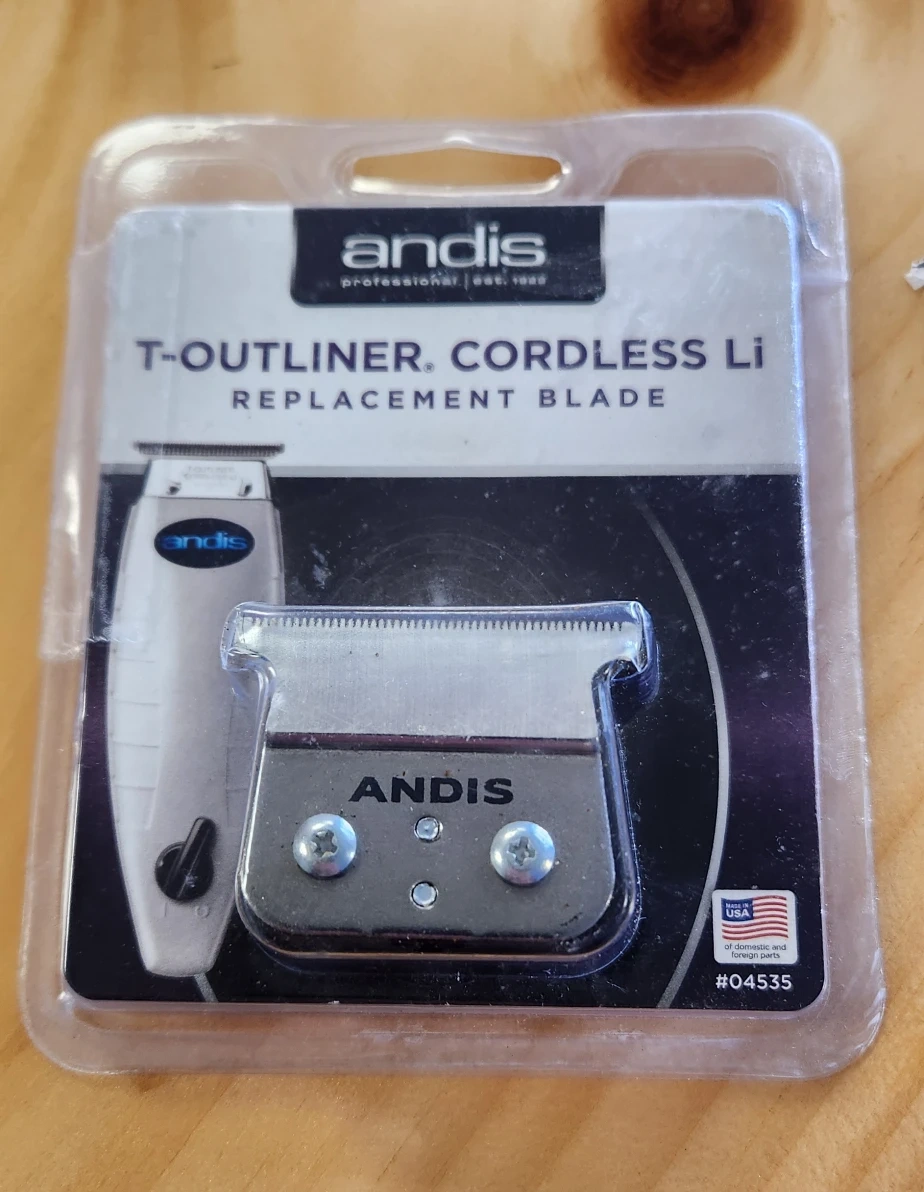 andis
professional | est. 1922
T-OUTLINER® CORDLESS Li
REPLACEMENT BLADE
andis
ANDIS
I O
MADE IN
USA
of domestic and
foreign parts
#04535